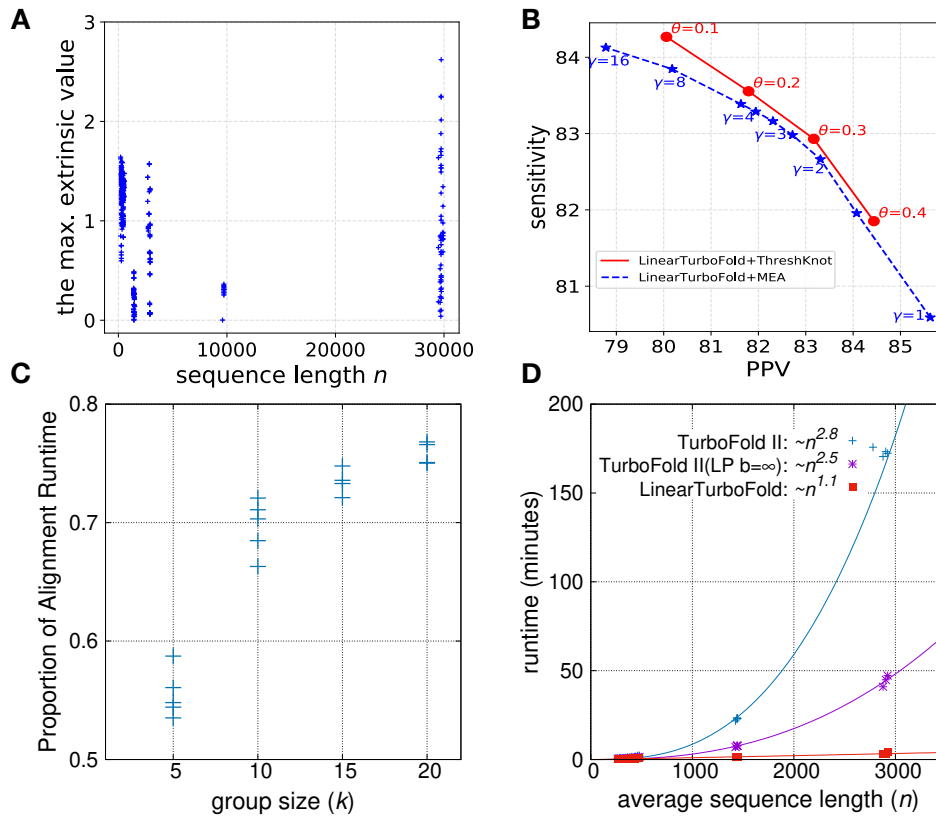 A
the max. extrinsic value
3
2
1
0
0
10000
20000
30000
sequence length n
B
sensitivity
84
83
82
81
θ=0.1
θ=0.2
θ=0.3
θ=0.4
γ=16
γ=8
γ=4
γ=3
γ=2
γ=1
LinearTurboFold+ThreshKnot
LinearTurboFold+MEA
79
80
81
82
83
84
85
PPV
C
Proportion of Alignment Runtime
0.8
0.7
0.6
0.5
5
10
15
20
group size (k)
D
runtime (minutes)
200
150
100
50
0
TurboFold II: ~n^2.8
TurboFold II(LP b=∞): ~n^2.5
LinearTurboFold: ~n^1.1
0
1000
2000
3000
average sequence length (n)